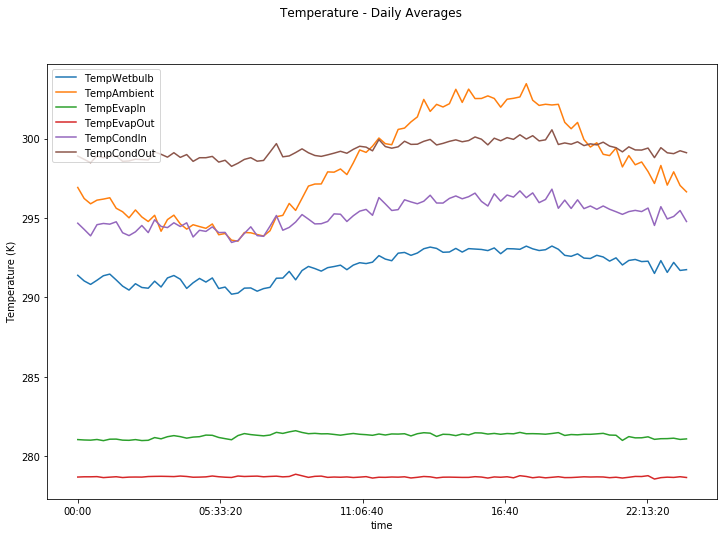 Temperature - Daily Averages
TempWetbulb
TempAmbient
TempEvapIn
TempEvapOut
TempCondIn
TempCondOut
300
295
290
285
280
Temperature (K)
00:00
05:33:20
11:06:40
16:40
22:13:20
time